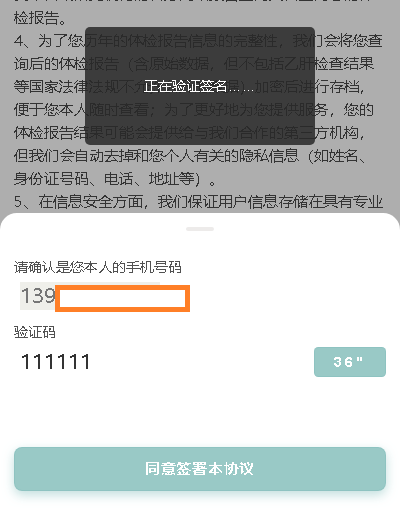 检报告。
4、为了您历年的体检报告信息的完整性，我们会将您查
询后的体检报告（含原始数据，但不包括乙肝检查结果
等国家法律法规不
加密后进行存档，
正在验证签名......
便于您本人随时查看；为了更好地为您提供服务，您的
体检报告结果可能会提供给与我们合作的第三方机构，
但我们会自动去掉和您个人有关的隐私信息（如姓名、
身份证号码、电话、地址等）。
5、在信息安全方面，我们保证用户信息存储在具有专业
请确认是您本人的手机号码
139
验证码
111111
36"
同意签署本协议